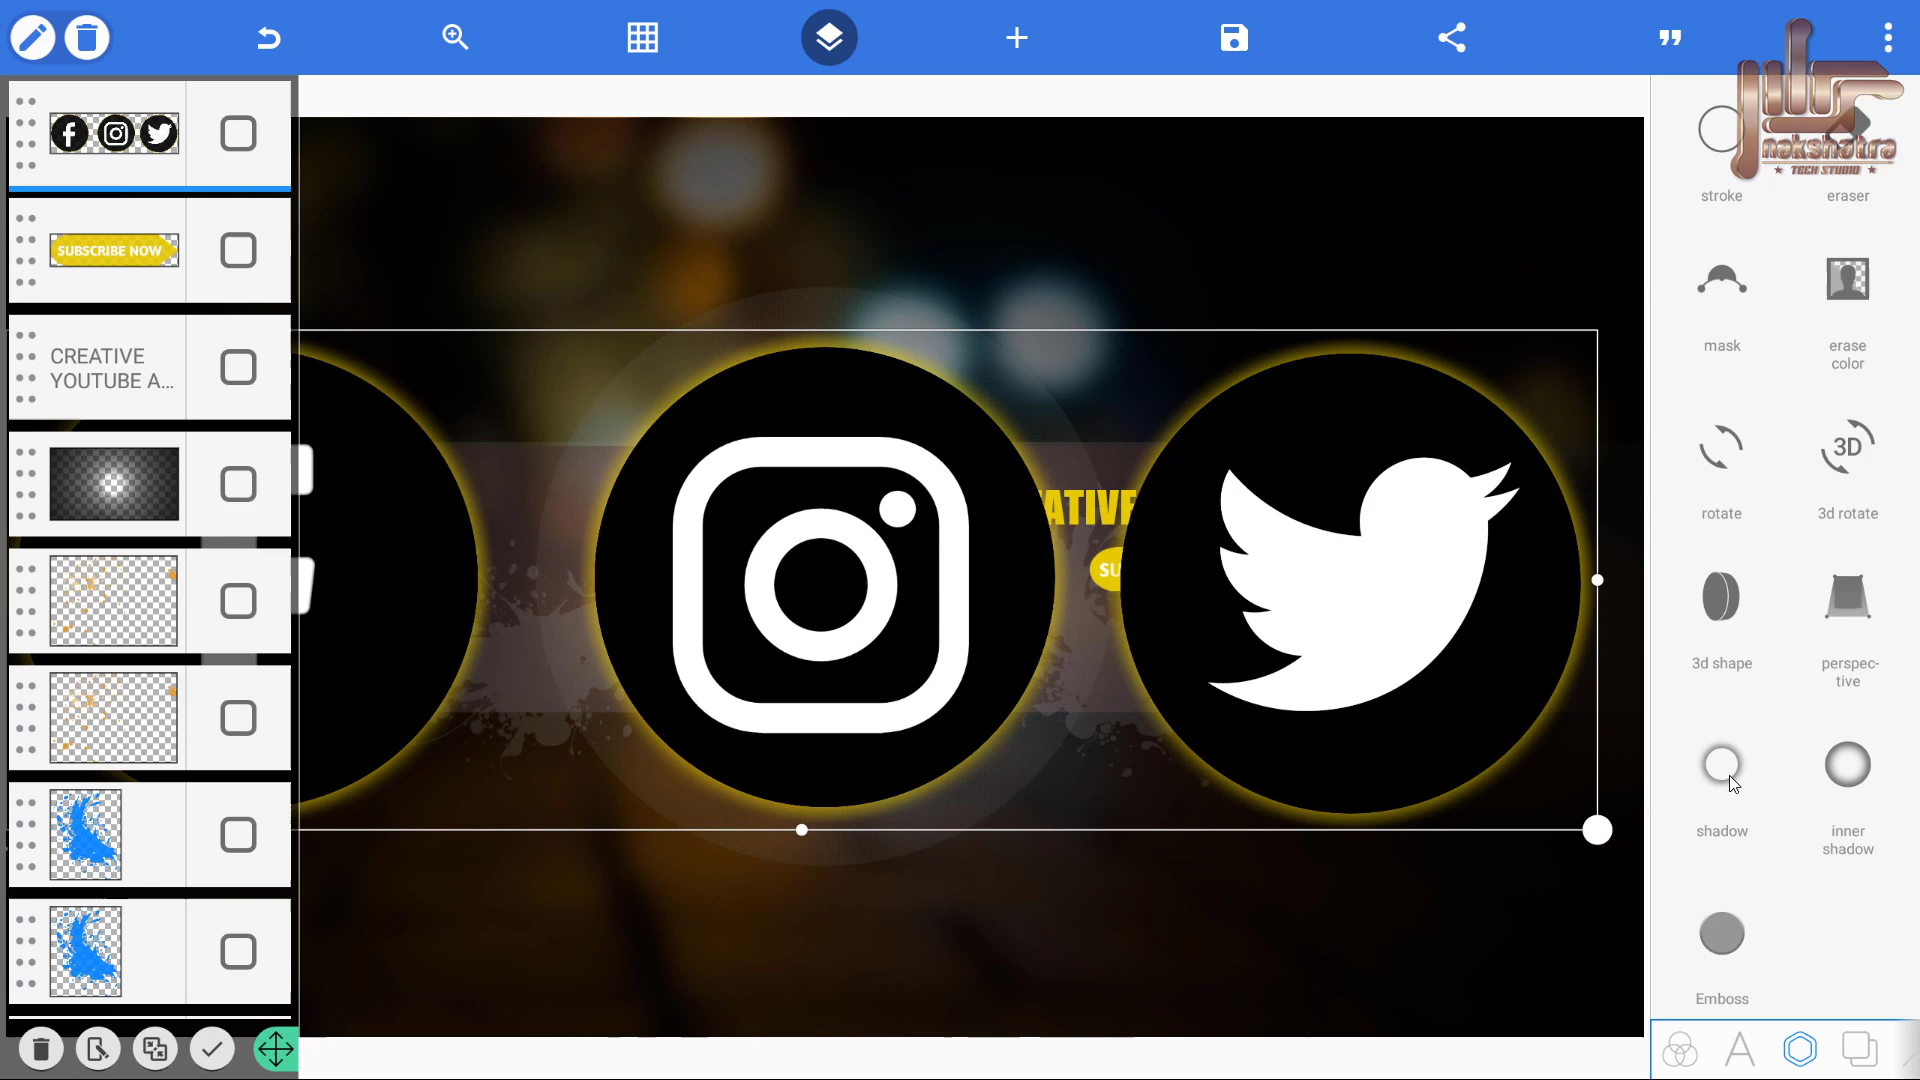 nakshatra
★ TECH STUDIO ★
stroke
eraser
SUBSCRIBE NOW
mask
erase
color
CREATIVE
YOUTUBE A...
ATIVE
rotate
3D
3d rotate
SU
3d shape
perspec-
tive
shadow
inner
shadow
Emboss